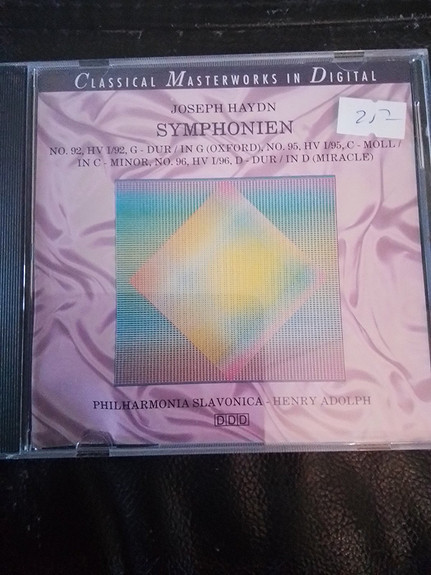 CLASSICAL MASTERWORKS IN DIGITAL
JOSEPH HAYDN
SYMPHONIEN
2,-
NO. 92, HV I/92, G - DUR / IN G (OXFORD), NO. 95, HV I/95, C - MOLL /
IN C - MINOR, NO. 96, HV I/96, D - DUR / IN D (MIRACLE)
PHILHARMONIA SLAVONICA - HENRY ADOLPH
DDD